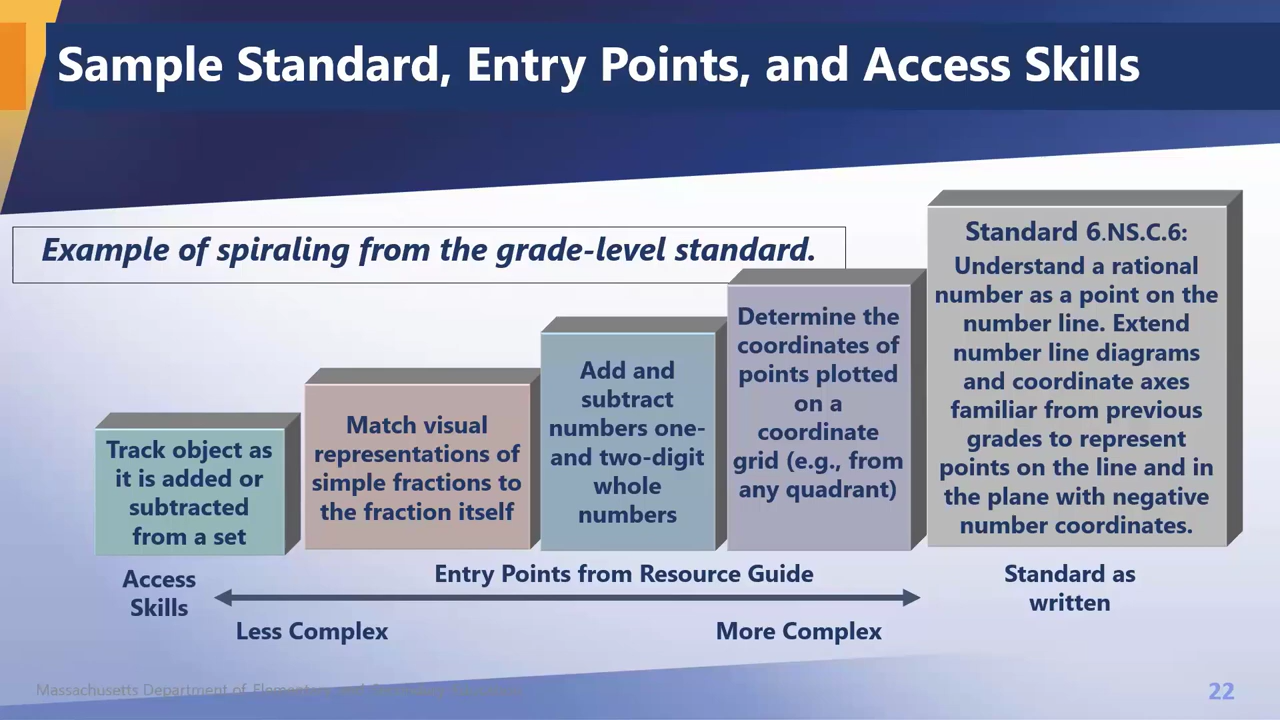 Sample Standard, Entry Points, and Access Skills
Example of spiraling from the grade-level standard.
Track object as
it is added or
subtracted
from a set
Match visual
representations of
simple fractions to
the fraction itself
Add and
subtract
numbers one-
and two-digit
whole
numbers
Determine the
coordinates of
points plotted
on a
coordinate
grid (e.g., from
any quadrant)
Standard 6.NS.C.6:
Understand a rational
number as a point on the
number line. Extend
number line diagrams
and coordinate axes
familiar from previous
grades to represent
points on the line and in
the plane with negative
number coordinates.
Access
Skills
Entry Points from Resource Guide
Standard as
written
Less Complex
More Complex
Massachusetts Department of Elementary and Secondary Education
22